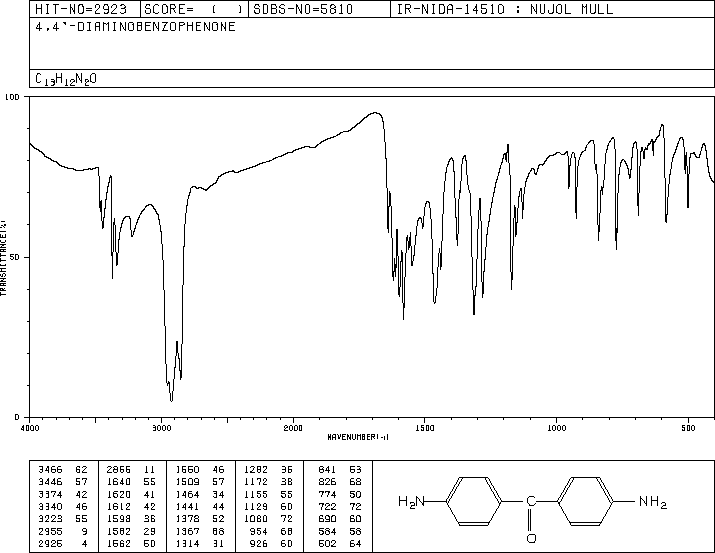 HIT-NO=2923 SCORE= ( ) SDBS-NO=5810 IR-NIDA-14510 : NUJOL MULL
4,4'-DIAMINOBENZOPHENONE
C13H12N2O
100
50
0
TRANSMITTANCE(%)
4000 3000 2000 1500 1000 500
WAVENUMBER(-1)
3466 62 2856 11 1560 46 1282 36 841 53
3446 57 1640 55 1509 57 1172 38 826 68
3374 42 1620 41 1464 34 1155 55 774 50
3340 46 1612 42 1441 44 1129 60 722 72
3223 55 1598 36 1378 52 1080 72 690 60
2955 9 1582 29 1367 68 954 68 584 58
2925 4 1562 50 1314 31 926 60 502 64
H2N C NH2
O